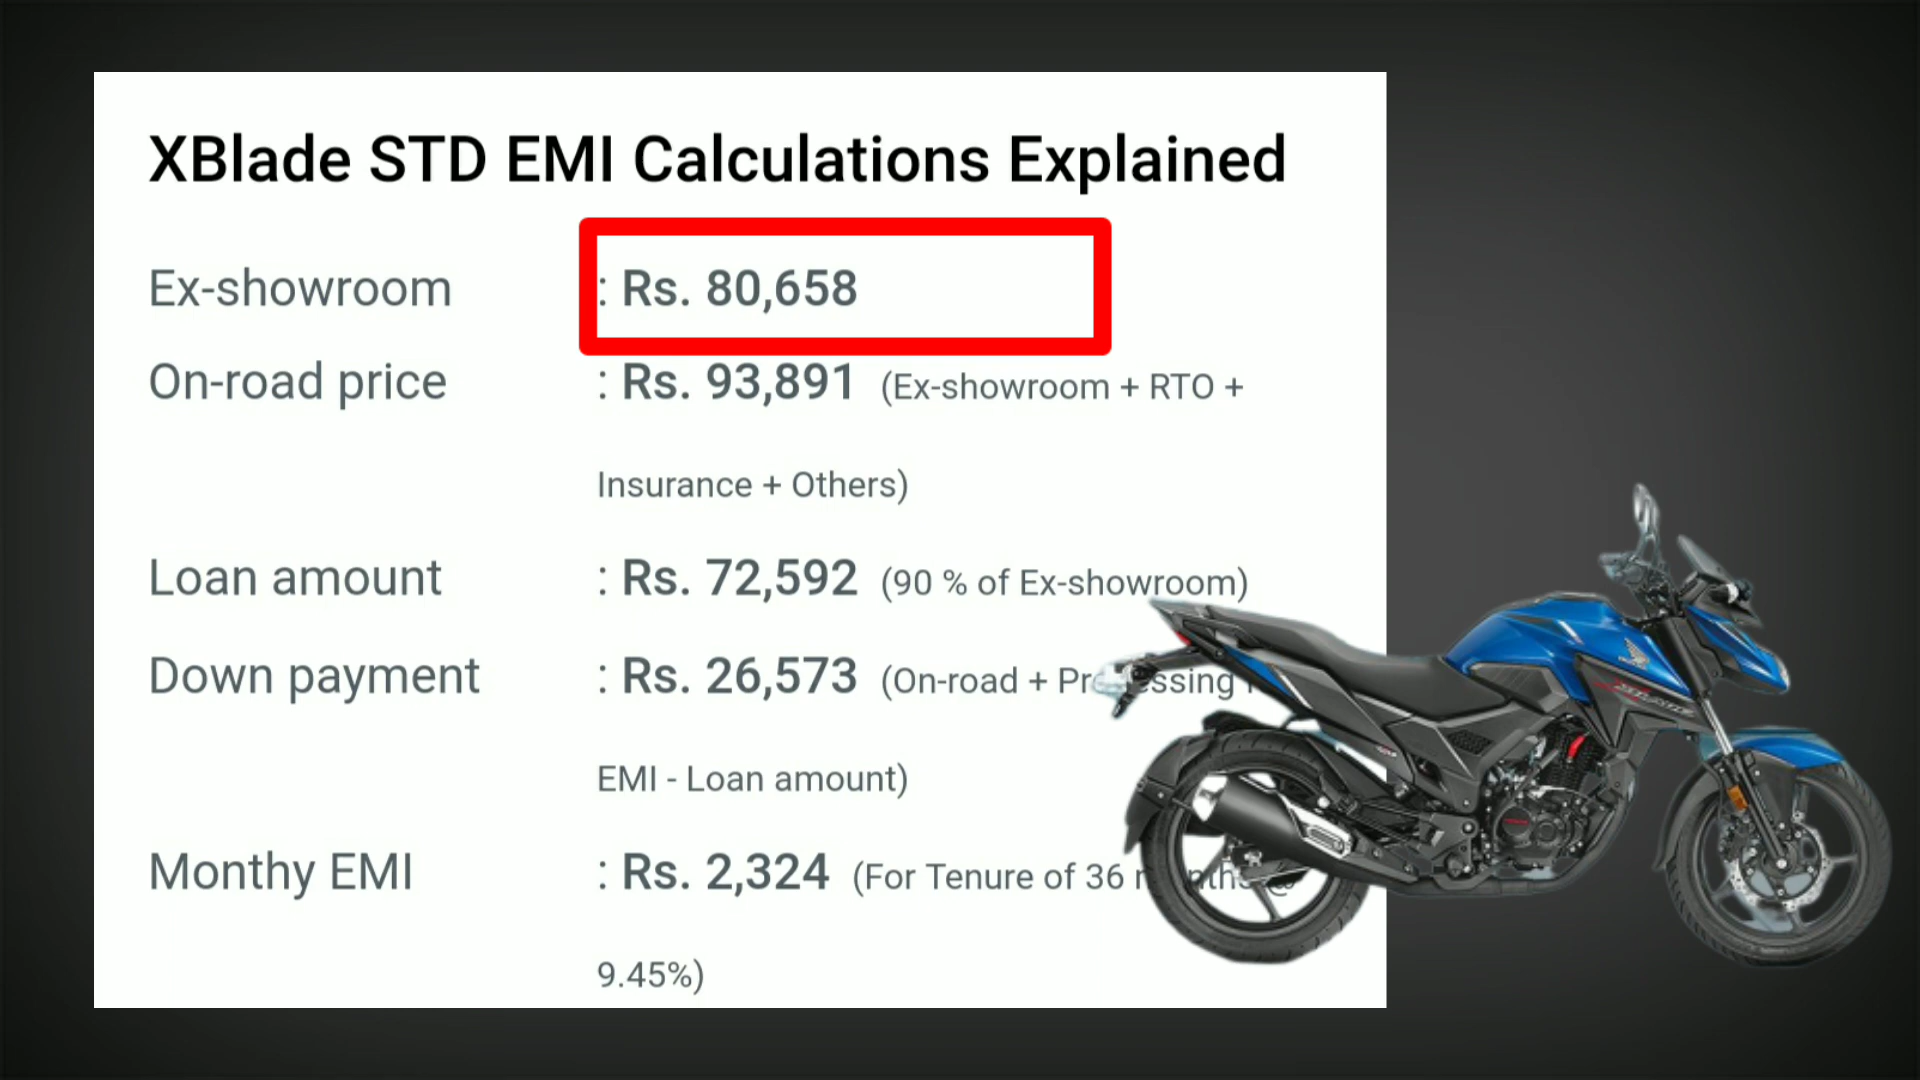 XBlade STD EMI Calculations Explained
Ex-showroom : Rs. 80,658
On-road price : Rs. 93,891 (Ex-showroom + RTO +
Insurance + Others)
Loan amount : Rs. 72,592 (90 % of Ex-showroom)
Down payment : Rs. 26,573 (On-road +
EMI - Loan amount)
Monthy EMI : Rs. 2,324 (For Tenure of 36
9.45%)